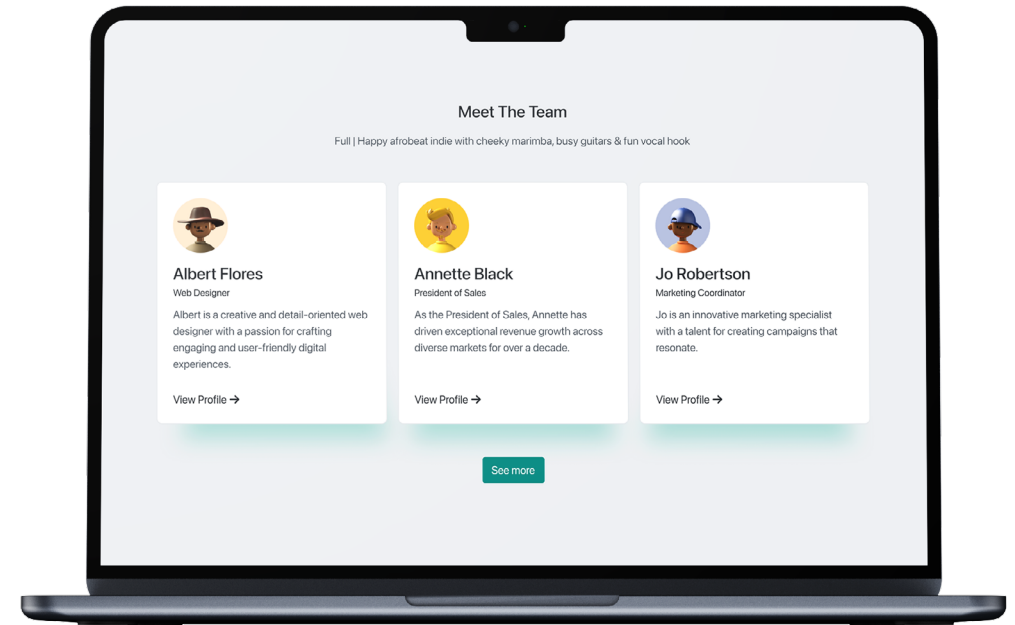 Meet The Team
Full | Happy afrobeat indie with cheeky marimba, busy guitars & fun vocal hook
Albert Flores
Web Designer
Albert is a creative and detail-oriented web
designer with a passion for crafting
engaging and user-friendly digital
experiences.
View Profile →
Annette Black
President of Sales
As the President of Sales, Annette has
driven exceptional revenue growth across
diverse markets for over a decade.
View Profile →
Jo Robertson
Marketing Coordinator
Jo is an innovative marketing specialist
with a talent for creating campaigns that
resonate.
View Profile →
See more